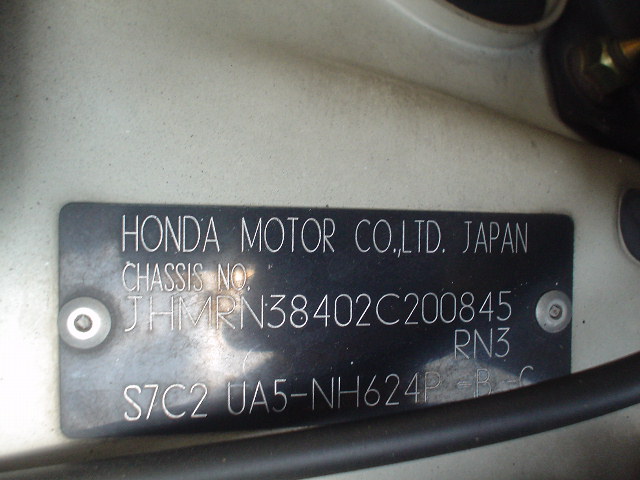 HONDA MOTOR CO.,LTD. JAPAN
CHASSIS NO.
JHMRN38402C200845
RN3
S7C2 UA5-NH624P -B -C